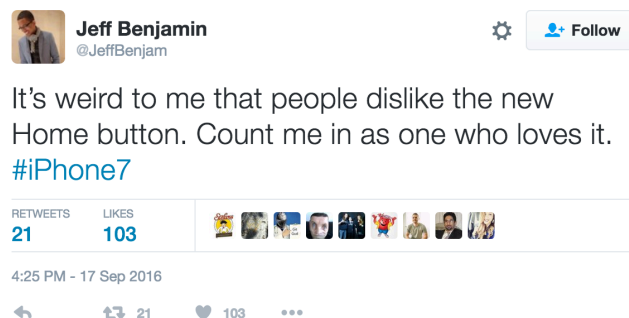 Jeff Benjamin
@JeffBenjam
Follow
It's weird to me that people dislike the new
Home button. Count me in as one who loves it.
#iPhone7
RETWEETS LIKES
21 103
4:25 PM - 17 Sep 2016
21 103